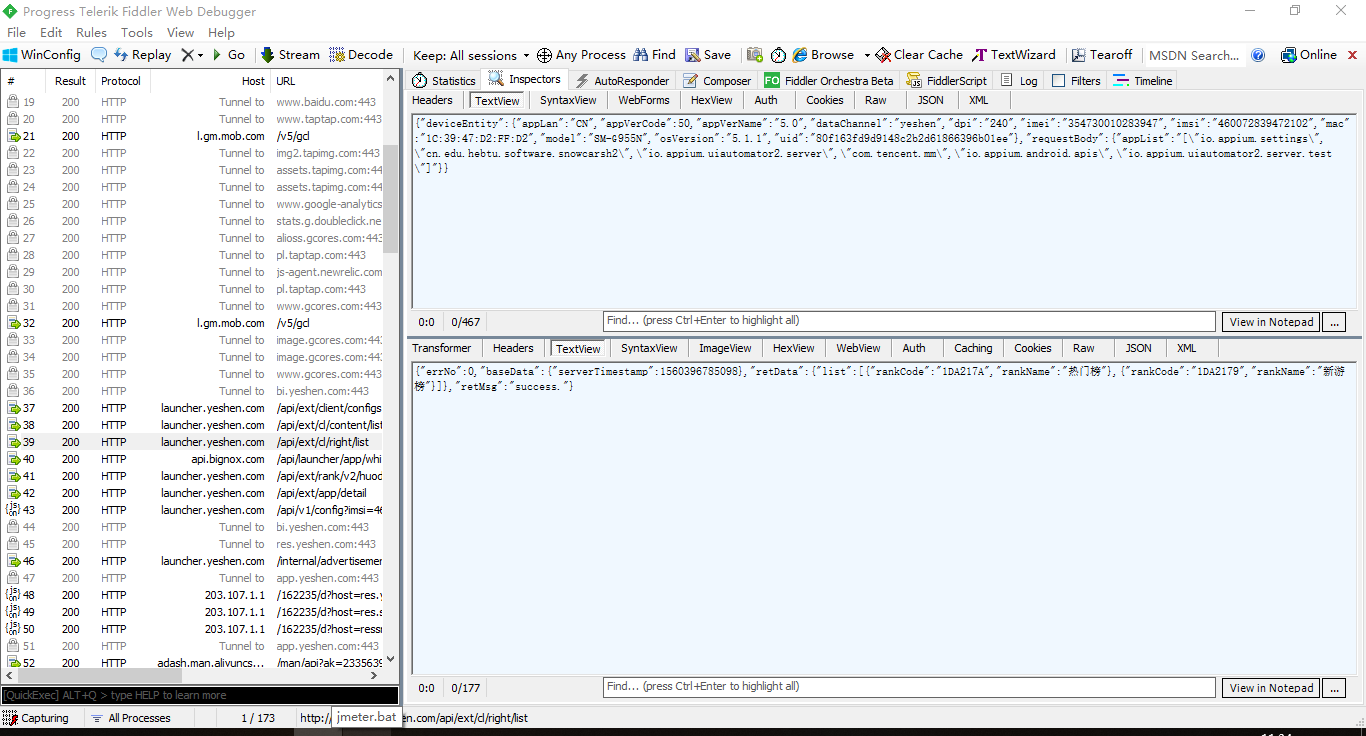 Progress Telerik Fiddler Web Debugger
File Edit Rules Tools View Help
WinConfig Replay Go Stream Decode Keep: All sessions Any Process Find Save Browse Clear Cache TextWizard Tearoff MSDN Search... Online
# Result Protocol Host URL
19 200 HTTP Tunnel to www.baidu.com:443
20 200 HTTP Tunnel to www.taptap.com:443
21 200 HTTP l.gm.mob.com /v5/gcl
22 200 HTTP Tunnel to img2.tapimg.com:443
23 200 HTTP Tunnel to assets.tapimg.com:44
24 200 HTTP Tunnel to assets.tapimg.com:44
25 200 HTTP Tunnel to www.google-analytics
26 200 HTTP Tunnel to stats.g.doubleclick.ne
27 200 HTTP Tunnel to alioss.gcores.com:443
28 200 HTTP Tunnel to pl.taptap.com:443
29 200 HTTP Tunnel to js-agent.newrelic.com
30 200 HTTP Tunnel to pl.taptap.com:443
31 200 HTTP Tunnel to www.gcores.com:443
32 200 HTTP l.gm.mob.com /v5/gcl
33 200 HTTP Tunnel to image.gcores.com:443
34 200 HTTP Tunnel to image.gcores.com:443
35 200 HTTP Tunnel to image.gcores.com:443
36 200 HTTP Tunnel to bi.yeshen.com:443
37 200 HTTP launcher.yeshen.com /api/ext/client/configs
38 200 HTTP launcher.yeshen.com /api/ext/cl/content/list
39 200 HTTP launcher.yeshen.com /api/ext/cl/right/list
40 200 HTTP api.bignox.com /api/launcher/app/whi
41 200 HTTP launcher.yeshen.com /api/ext/rank/v2/huod
42 200 HTTP launcher.yeshen.com /api/ext/app/detail
43 200 HTTP launcher.yeshen.com /api/v1/config?imsi=46
44 200 HTTP Tunnel to bi.yeshen.com:443
45 200 HTTP Tunnel to res.yeshen.com:443
46 200 HTTP launcher.yeshen.com /internal/advertisemer
47 200 HTTP Tunnel to app.yeshen.com:443
48 200 HTTP 203.107.1.1 /162235/d?host=res.y
49 200 HTTP 203.107.1.1 /162235/d?host=res.s
50 200 HTTP 203.107.1.1 /162235/d?host=ressr
51 200 HTTP Tunnel to app.yeshen.com:443
52 200 HTTP adash.man.aliyuncs... /man/api?ak=2335639
[QuickExec] ALT+Q > type HELP to learn more
Statistics Inspectors AutoResponder Composer FO Fiddler Orchestra Beta FiddlerScript Log Filters Timeline
Headers TextView SyntaxView WebForms HexView Auth Cookies Raw JSON XML
{"deviceEntity":{"appLan":"CN","appVerCode":50,"appVerName":"5.0","dataChannel":"yeshen","dpi":"240","imei":"354730010283947","imsi":"460072839472102","mac"
:"1C:39:47:D2:FF:D2","model":"SM-G955N","osVersion":"5.1.1","uid":"80f163fd9d9148c2b2d61866396b01ee"},"requestBody":{"appList":"[\"io.appium.settings\",
\"cn.edu.hebtu.software.snowcarsh2\",\"io.appium.uiautomator2.server\",\"com.tencent.mm\",\"io.appium.android.apis\",\"io.appium.uiautomator2.server.test
\"]"}}
0:0 0/467 Find... (press Ctrl+Enter to highlight all) View in Notepad ...
Transformer Headers TextView SyntaxView ImageView HexView WebView Auth Caching Cookies Raw JSON XML
{"errNo":0,"baseData":{"serverTimestamp":1560396785098},"retData":{"list":[{"rankCode":"1DA217A","rankName":"热门榜"},{"rankCode":"1DA2179","rankName":"新游
榜"}]},"retMsg":"success."}
0:0 0/177 Find... (press Ctrl+Enter to highlight all) View in Notepad ...
Capturing All Processes 1 / 173 http:/ jmeter.bat en.com/api/ext/cl/right/list